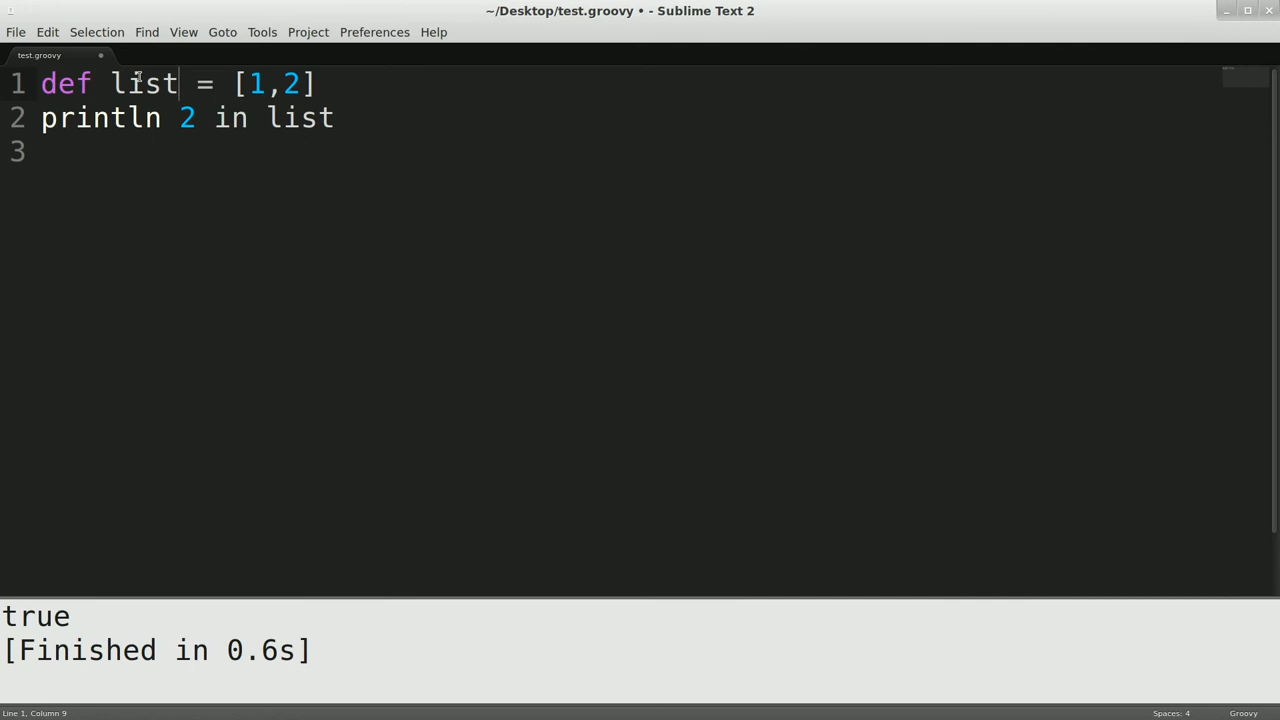 ~/Desktop/test.groovy • - Sublime Text 2
File Edit Selection Find View Goto Tools Project Preferences Help
test.groovy
1 def list = [1,2]
2 println 2 in list
3
true
[Finished in 0.6s]
Line 1, Column 9 Spaces: 4 Groovy